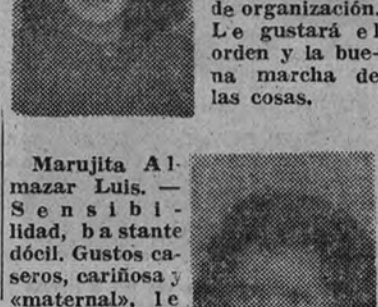 de organización.
Le gustará el
orden y la bue-
na marcha de
las cosas.
Marujita Al-
mazar Luis. —
Sensibi-
lidad, bastante
dócil. Gustos ca-
seros, cariñosa y
«maternal», le